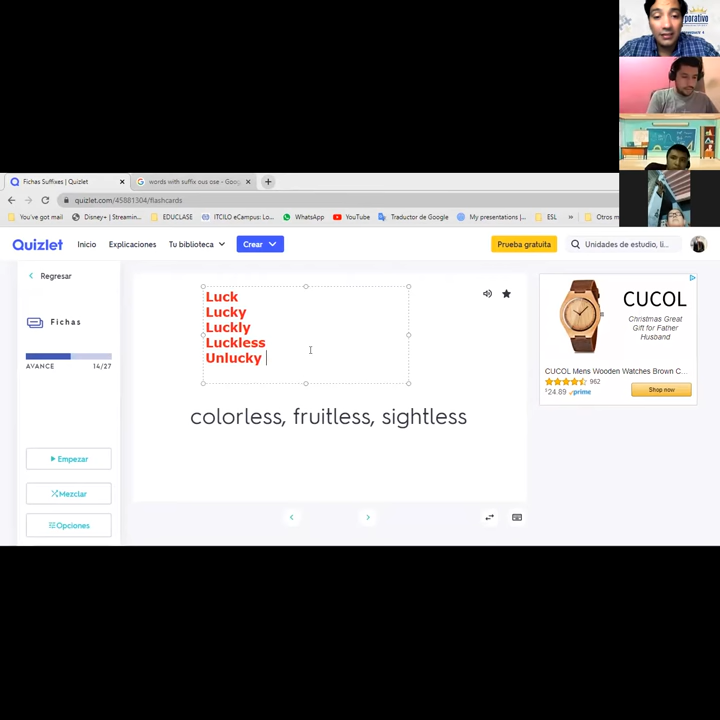 porativo
Fichas Suffixes | Quizlet
words with suffix ous ose - Goo
quizlet.com/45881304/flashcards
You've got mail
Disney+ | Streamin...
EDUCLASE
ITCILO eCampus: Lo...
WhatsApp
YouTube
Traductor de Google
My presentations |...
ESL
»
Otros m
Quizlet
Inicio
Explicaciones
Tu biblioteca
Crear
Prueba gratuita
Unidades de estudio, li...
Regresar
Fichas
AVANCE 14/27
Empezar
Mezclar
Opciones
Luck
Lucky
Luckly
Luckless
Unlucky
colorless, fruitless, sightless
CUCOL
Christmas Great
Gift for Father
Husband
CUCOL Mens Wooden Watches Brown C...
962
$24 89 prime
Shop now